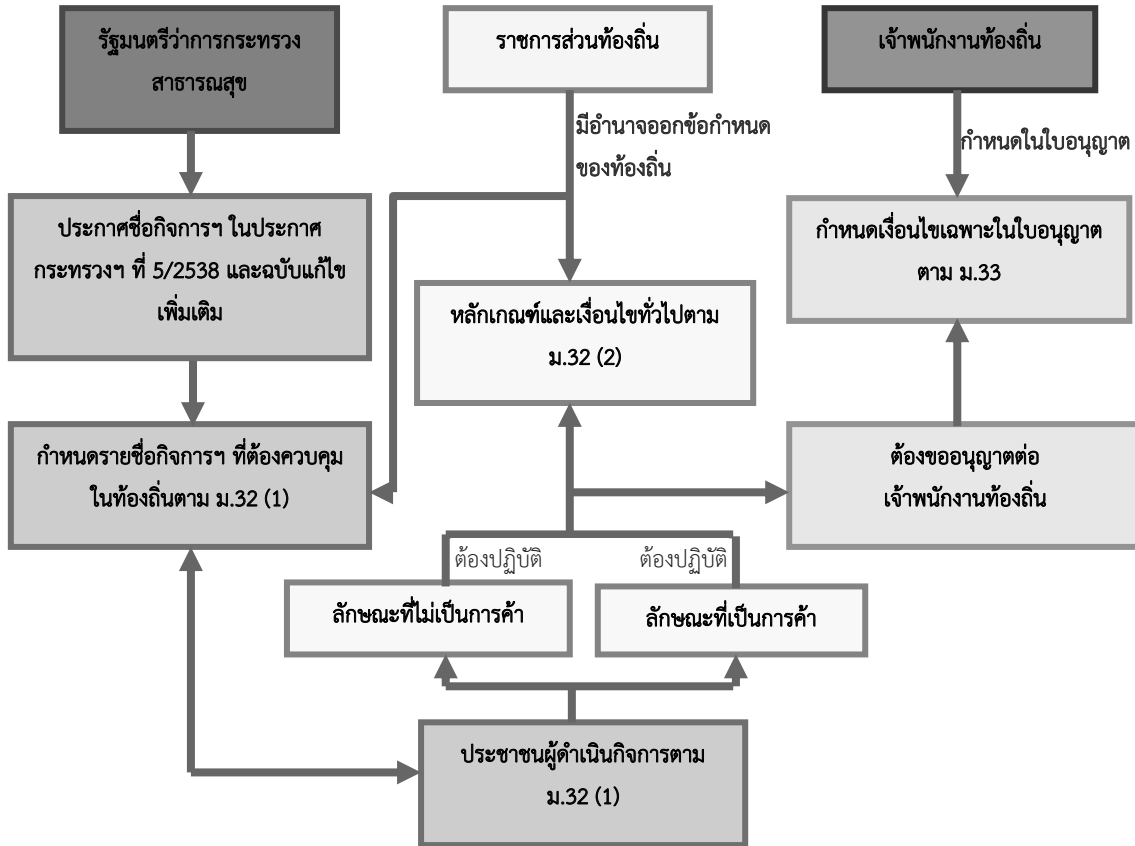 รัฐมนตรีว่าการกระทรวง
สาธารณสุข
ราชการส่วนท้องถิ่น
เจ้าพนักงานท้องถิ่น
มีอำนาจออกข้อกำหนด
ของท้องถิ่น
กำหนดในใบอนุญาต
ประกาศชื่อกิจการฯ ในประกาศ
กระทรวงฯ ที่ 5/2538 และฉบับแก้ไข
เพิ่มเติม
กำหนดเงื่อนไขเฉพาะในใบอนุญาต
ตาม ม.33
หลักเกณฑ์และเงื่อนไขทั่วไปตาม
ม.32 (2)
กำหนดรายชื่อกิจการฯ ที่ต้องควบคุม
ในท้องถิ่นตาม ม.32 (1)
ต้องขออนุญาตต่อ
เจ้าพนักงานท้องถิ่น
ต้องปฏิบัติ
ต้องปฏิบัติ
ลักษณะที่ไม่เป็นการค้า
ลักษณะที่เป็นการค้า
ประชาชนผู้ดำเนินกิจการตาม
ม.32 (1)